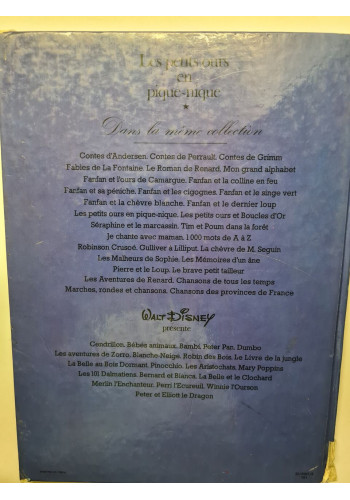 Les petits ours
en
pique-nique
*
Dans la même collection
Contes d'Andersen. Contes de Perrault. Contes de Grimm
Fables de La Fontaine. Le Roman de Renard. Mon grand alphabet
Fanfan et l'ours de Camargue. Fanfan et la colline en feu
Fanfan et sa péniche. Fanfan et les cigognes. Fanfan et le singe vert
Fanfan et la chèvre blanche. Fanfan et le dernier loup
Les petits ours en pique-nique. Les petits ours et Boucles d'Or
Séraphine et le marcassin. Tim et Poum dans la forêt
Je chante avec maman. 1000 mots de A à Z
Robinson Crusoé. Gulliver à Lilliput. La chèvre de M. Seguin
Les Malheurs de Sophie. Les Mémoires d'un âne
Pierre et le Loup. Le brave petit tailleur
Les Aventures de Renard. Chansons de tous les temps
Marches, rondes et chansons. Chansons des provinces de France
WALT DISNEY
présente
Cendrillon. Bébés animaux. Bambi. Peter Pan. Dumbo
Les aventures de Zorro. Blanche-Neige. Robin des Bois. Le Livre de la jungle
La Belle au Bois Dormant. Pinocchio. Les Aristochats. Mary Poppins
Les 101 Dalmatiens. Bernard et Bianca. La Belle et le Clochard
Merlin l'Enchanteur. Perri l'Ecureuil. Winnie l'Ourson
Peter et Elliott le Dragon